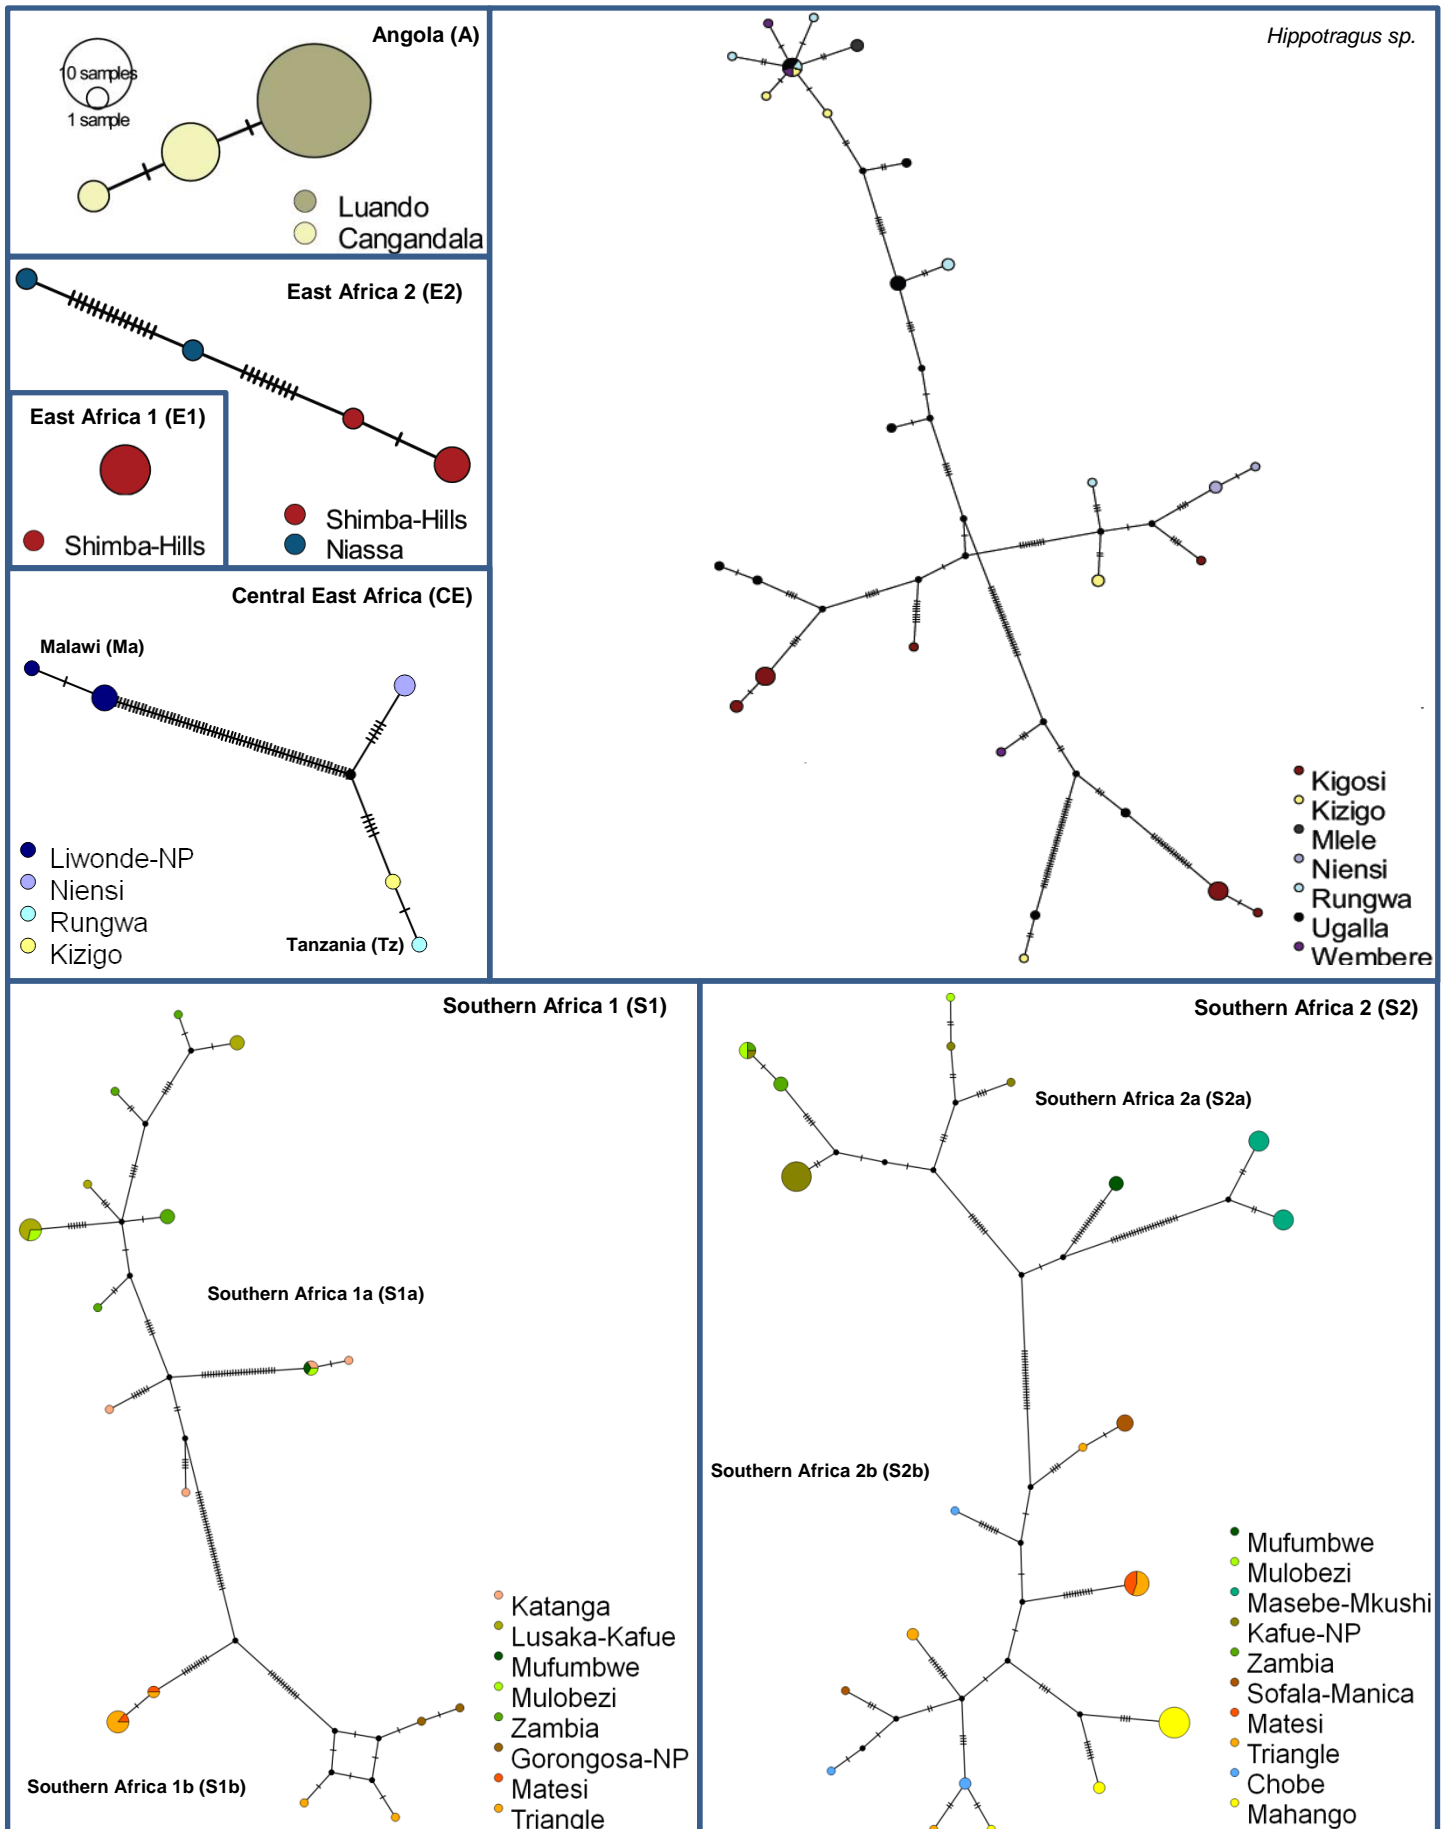 Angola (A)
10 samples
1 sample
Luando
Cangandala
Hippotragus sp.
Kigosi
Kizigo
Mlele
Niensi
Rungwa
Ugalla
Wembere
East Africa 2 (E2)
Shimba-Hills
Niassa
East Africa 1 (E1)
Shimba-Hills
Central East Africa (CE)
Malawi (Ma)
Liwonde-NP
Niensi
Rungwa
Kizigo
Tanzania (Tz)
Southern Africa 1 (S1)
Southern Africa 1a (S1a)
Southern Africa 1b (S1b)
Katanga
Lusaka-Kafue
Mufumbwe
Mulobezi
Zambia
Gorongosa-NP
Matesi
Triangle
Southern Africa 2 (S2)
Southern Africa 2a (S2a)
Southern Africa 2b (S2b)
Mufumbwe
Mulobezi
Masebe-Mkushi
Kafue-NP
Zambia
Sofala-Manica
Matesi
Triangle
Chobe
Mahango